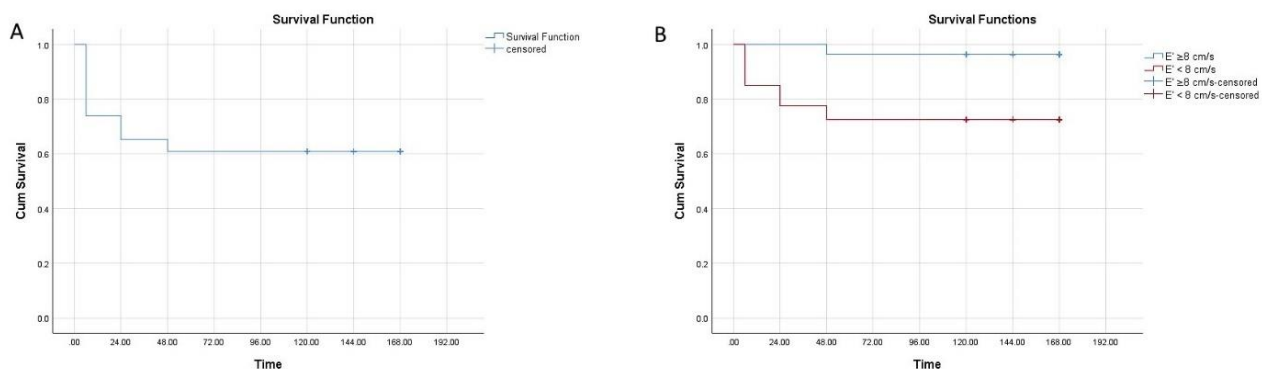 A
Survival Function
Survival Function
censored
1.0
0.8
0.6
0.4
0.2
0.0
Cum Survival
.00 24.00 48.00 72.00 96.00 120.00 144.00 168.00 192.00
Time
B
Survival Functions
E' ≥8 cm/s
E' < 8 cm/s
E' ≥8 cm/s-censored
E' < 8 cm/s-censored
1.0
0.8
0.6
0.4
0.2
0.0
Cum Survival
.00 24.00 48.00 72.00 96.00 120.00 144.00 168.00 192.00
Time